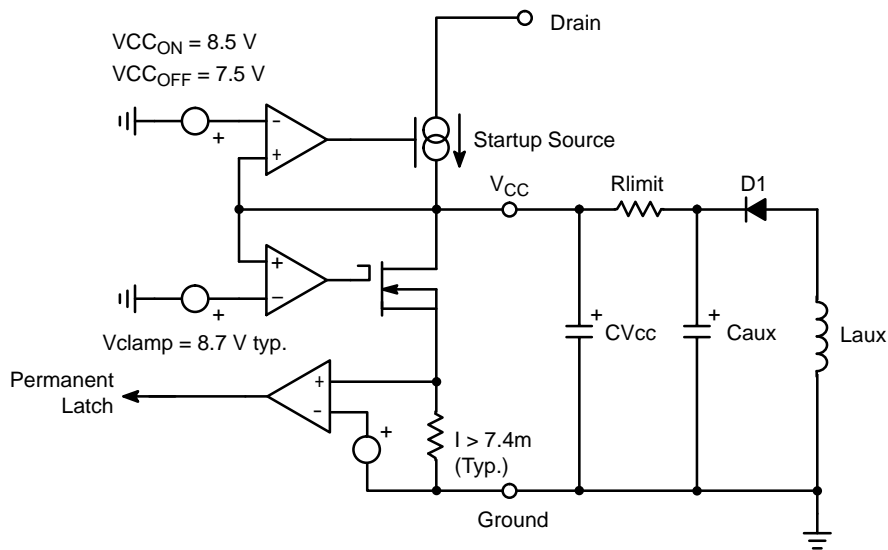 Drain
VCC_ON = 8.5 V
VCC_OFF = 7.5 V
-
+
+
Startup Source
V_CC
Rlimit
D1
+
-
+
Vclamp = 8.7 V typ.
+
CVcc
+
Caux
Laux
Permanent
Latch
+
-
+
I > 7.4m
(Typ.)
Ground